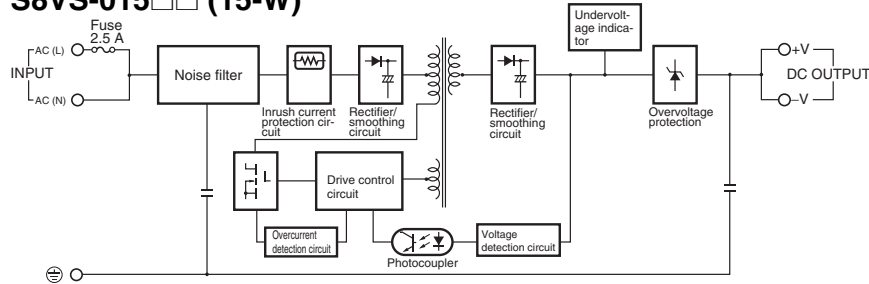 S8VS-015□□ (15-W)
Fuse
2.5 A
AC (L)
INPUT
AC (N)
Noise filter
Inrush current
protection cir-
cuit
Rectifier/
smoothing
circuit
Rectifier/
smoothing
circuit
Undervolt-
age indica-
tor
Overvoltage
protection
+V
DC OUTPUT
−V
Drive control
circuit
Overcurrent
detection circuit
Photocoupler
Voltage
detection circuit